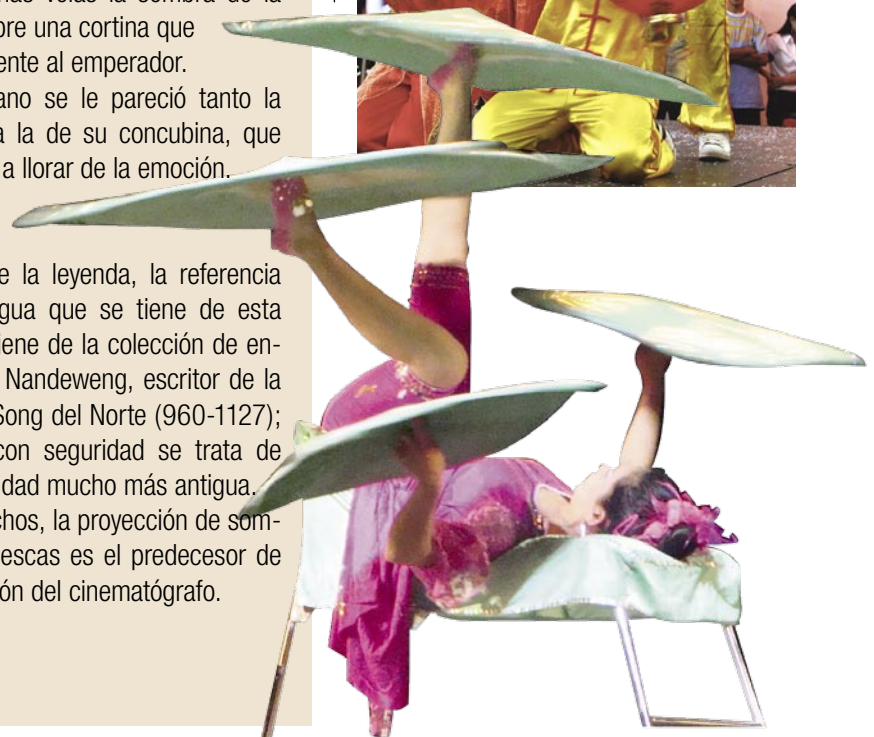 nas velas la sombra de la
bre una cortina que
ente al emperador.
ano se le pareció tanto la
a la de su concubina, que
a llorar de la emoción.
e la leyenda, la referencia
gua que se tiene de esta
iene de la colección de en-
Nandeweng, escritor de la
Song del Norte (960-1127);
con seguridad se trata de
idad mucho más antigua.
chos, la proyección de som-
escas es el predecesor de
ón del cinematógrafo.